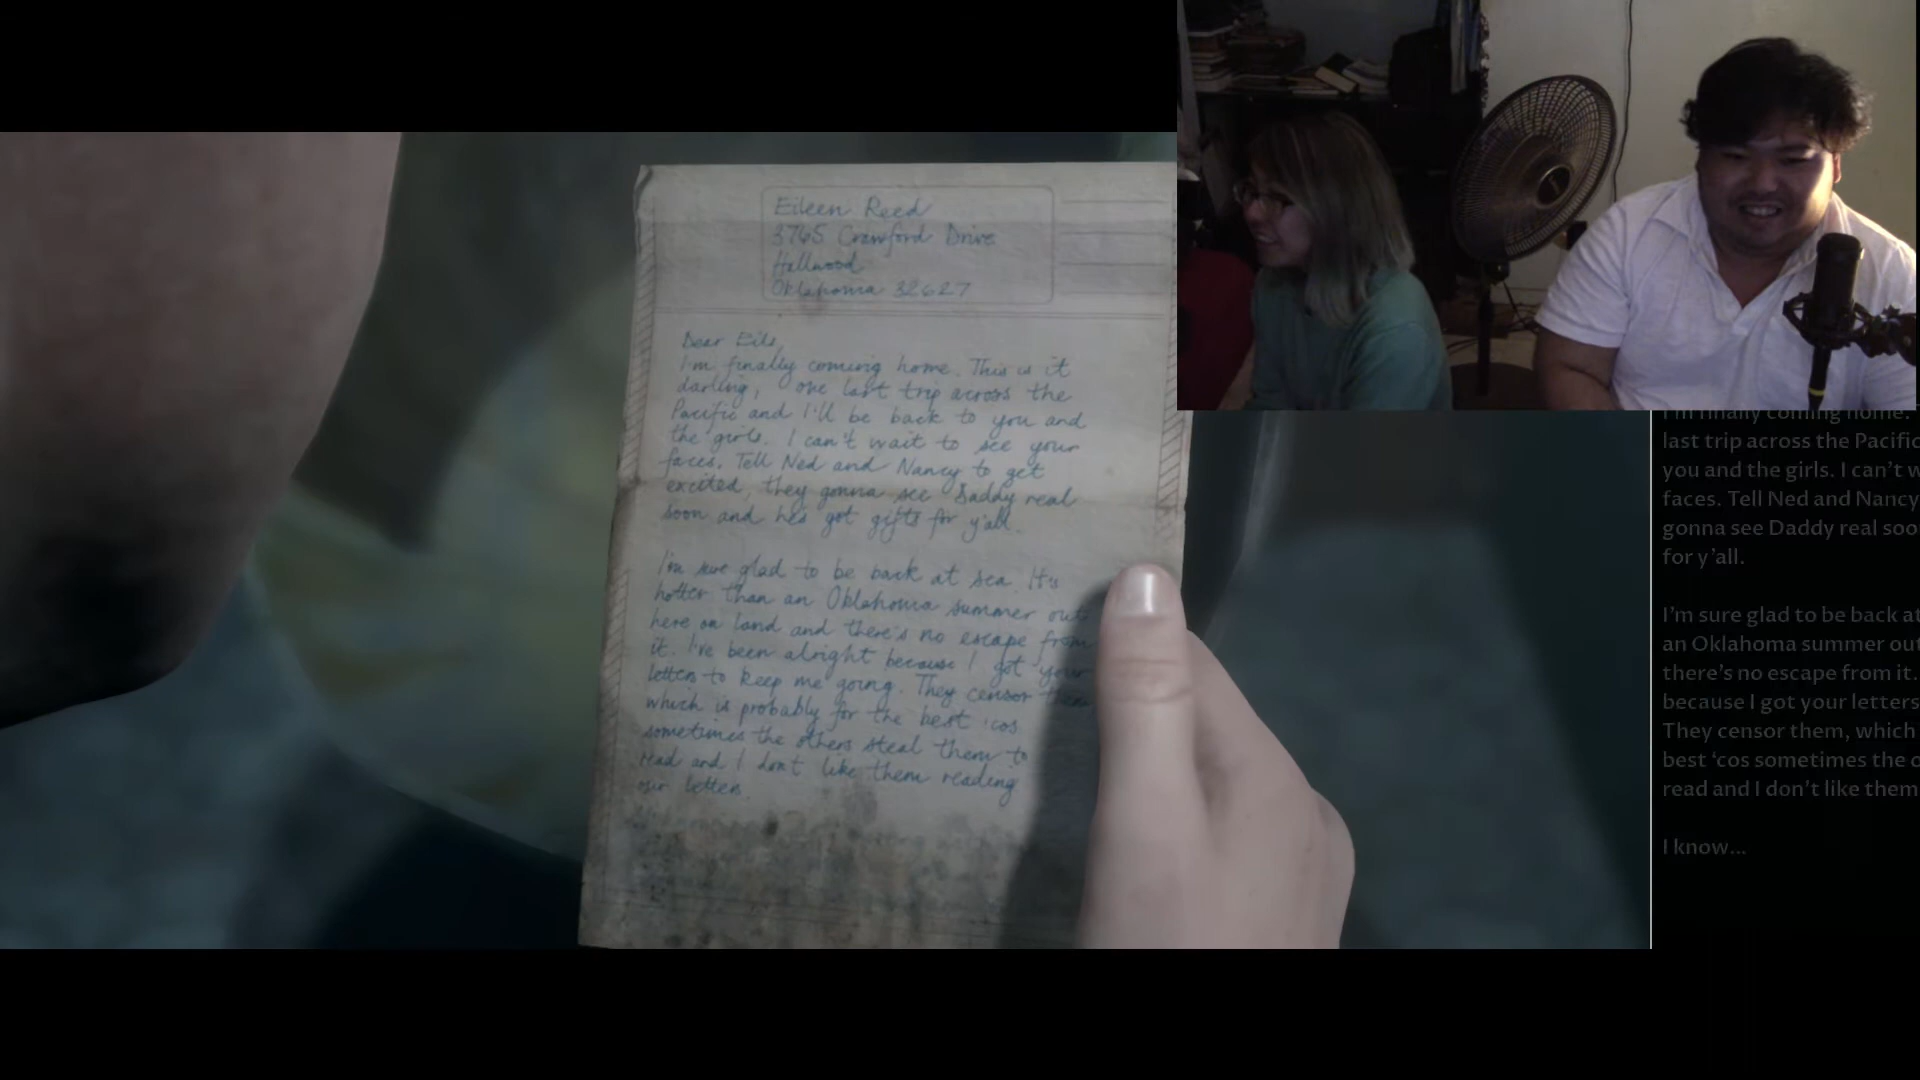 Eileen Reed
3765 Crawford Drive
Hellwood
Oklahoma 32627
Dear Eils,
I'm finally coming home. This is it
darling, one last trip across the
Pacific and I'll be back to you and
the girls. I can't wait to see your
faces. Tell Ned and Nancy to get
excited, they gonna see Daddy real
soon and he's got gifts for y'all.
I'm sure glad to be back at sea. It's
hotter than an Oklahoma summer out
here on land and there's no escape from
it. I've been alright because I got your
letters to keep me going. They censor them
which is probably for the best 'cos
sometimes the others steal them to
read and I don't like them reading
our letters.
I'm finally coming home.
last trip across the Pacific
you and the girls. I can't w
faces. Tell Ned and Nancy
gonna see Daddy real soo
for y’all.
I’m sure glad to be back at
an Oklahoma summer out
there’s no escape from it.
because I got your letters
They censor them, which
best ‘cos sometimes the o
read and I don’t like them
I know...